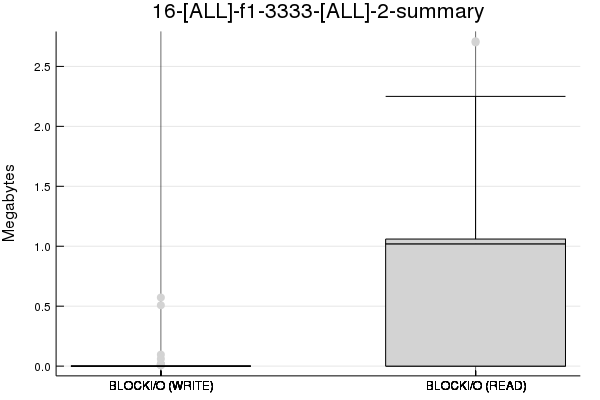 16-[ALL]-f1-3333-[ALL]-2-summary
Megabytes
2.5
2.0
1.5
1.0
0.5
0.0
BLOCKI/O (WRITE)
BLOCKI/O (READ)